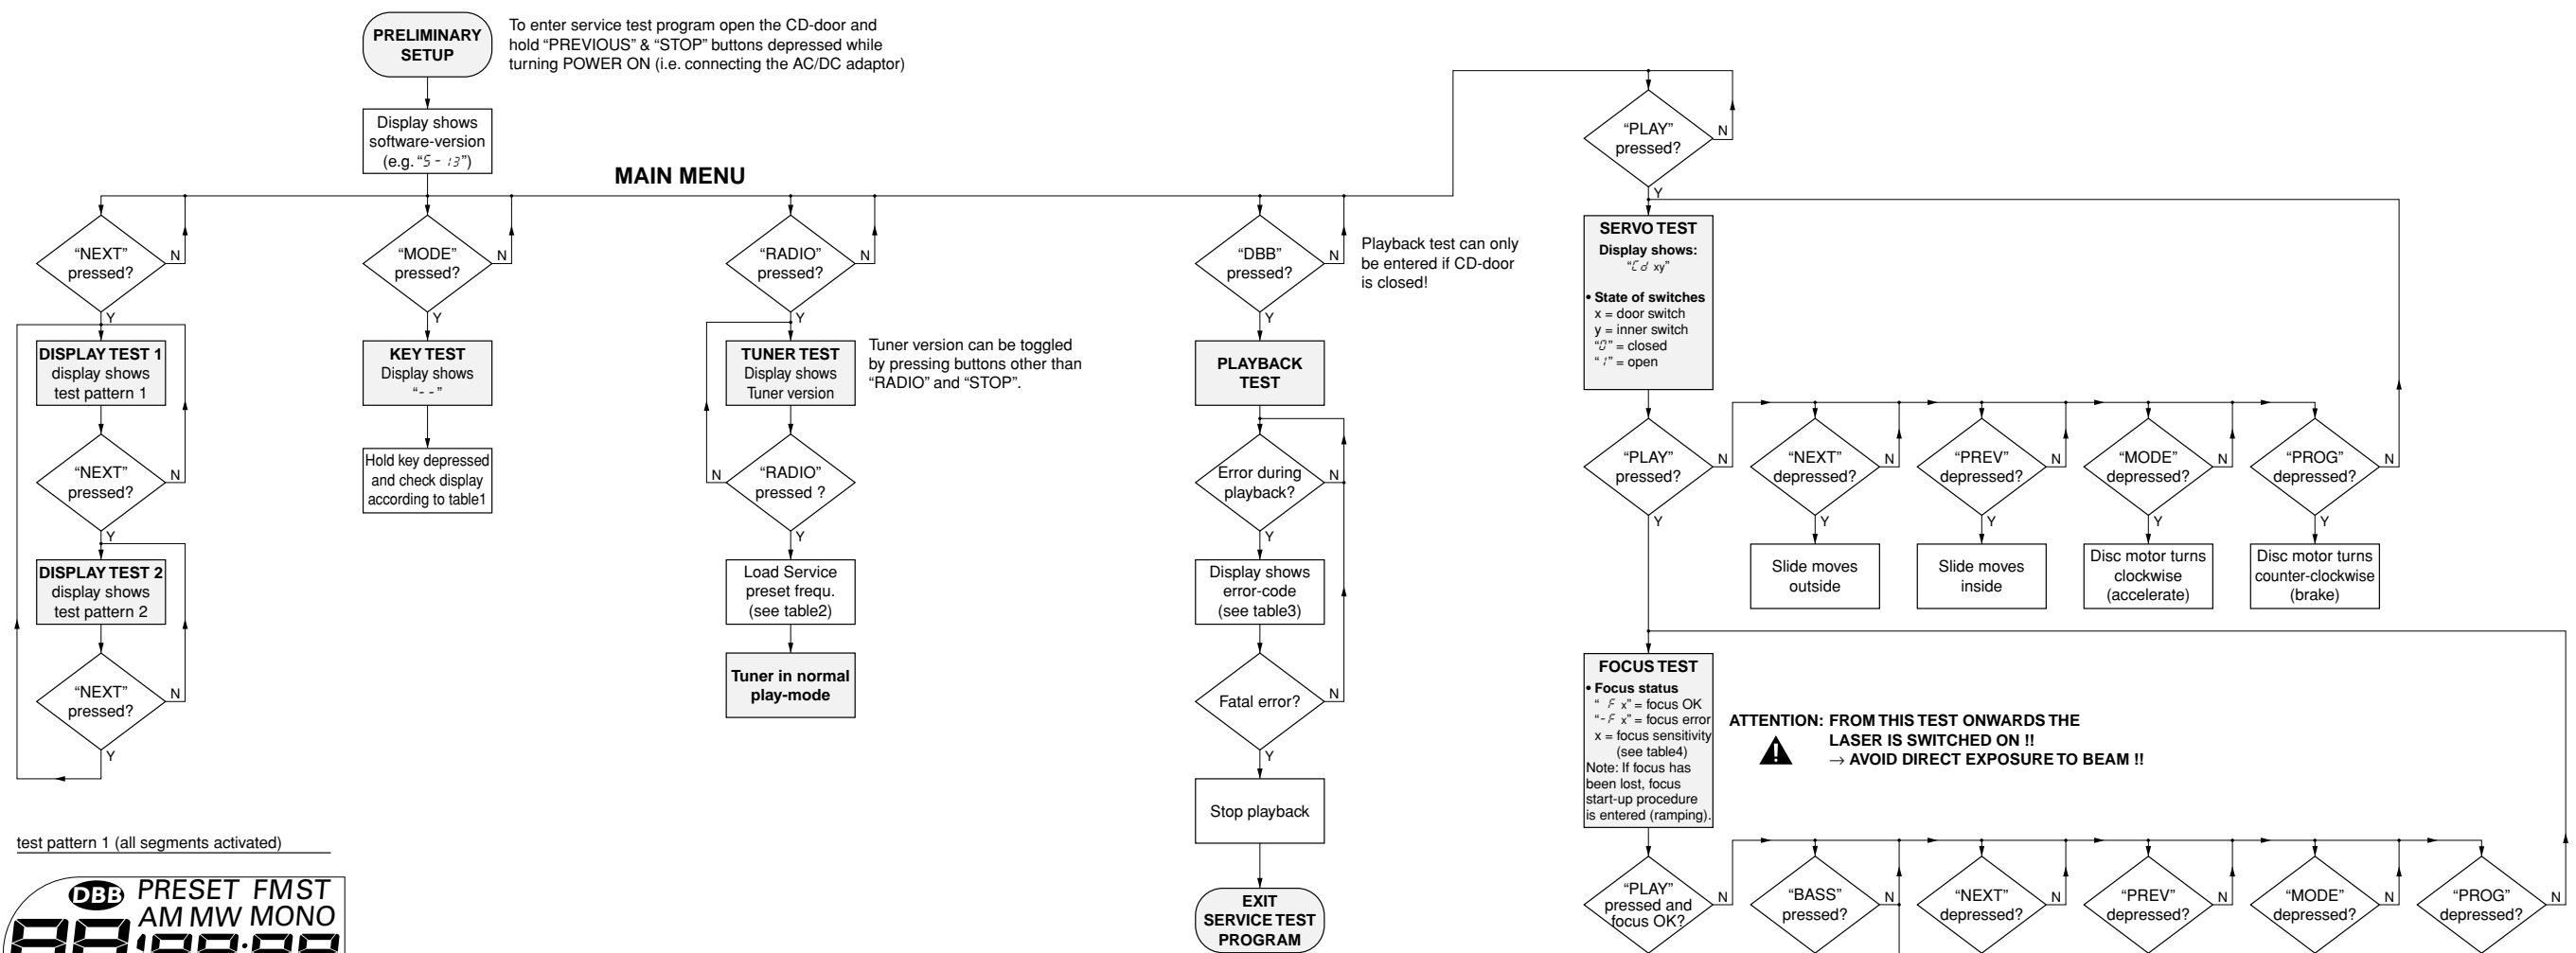 PRELIMINARY
SETUP
To enter service test program open the CD-door and
hold “PREVIOUS” & “STOP” buttons depressed while
turning POWER ON (i.e. connecting the AC/DC adaptor)
Display shows
software-version
(e.g. “S - 13”)
MAIN MENU
“NEXT”
pressed?
N
Y
DISPLAY TEST 1
display shows
test pattern 1
“NEXT”
pressed?
N
Y
DISPLAY TEST 2
display shows
test pattern 2
“NEXT”
pressed?
N
Y
“MODE”
pressed?
N
Y
KEY TEST
Display shows
“- -”
Hold key depressed
and check display
according to table1
“RADIO”
pressed?
N
Y
TUNER TEST
Display shows
Tuner version
Tuner version can be toggled
by pressing buttons other than
“RADIO” and “STOP”.
“RADIO”
pressed ?
N
Y
Load Service
preset frequ.
(see table2)
Tuner in normal
play-mode
“DBB”
pressed?
N
Y
Playback test can only
be entered if CD-door
is closed!
PLAYBACK
TEST
Error during
playback?
N
Y
Display shows
error-code
(see table3)
Fatal error?
N
Y
Stop playback
EXIT
SERVICE TEST
PROGRAM
“PLAY”
pressed?
N
Y
SERVO TEST
Display shows:
“Cd xy”
• State of switches
x = door switch
y = inner switch
“0” = closed
“1” = open
“PLAY”
pressed?
N
Y
“NEXT”
depressed?
N
Y
Slide moves
outside
“PREV”
depressed?
N
Y
Slide moves
inside
“MODE”
depressed?
N
Y
Disc motor turns
clockwise
(accelerate)
“PROG”
depressed?
N
Y
Disc motor turns
counter-clockwise
(brake)
FOCUS TEST
• Focus status
“ F x” = focus OK
“-F x” = focus error
x = focus sensitivity
(see table4)
Note: If focus has
been lost, focus
start-up procedure
is entered (ramping).
ATTENTION: FROM THIS TEST ONWARDS THE
LASER IS SWITCHED ON !!
→ AVOID DIRECT EXPOSURE TO BEAM !!
“PLAY”
pressed and
focus OK?
N
“BASS”
pressed?
N
“NEXT”
depressed?
N
“PREV”
depressed?
N
“MODE”
depressed?
N
“PROG”
depressed?
N
test pattern 1 (all segments activated)
DBB PRESET FM ST
AM MW MONO